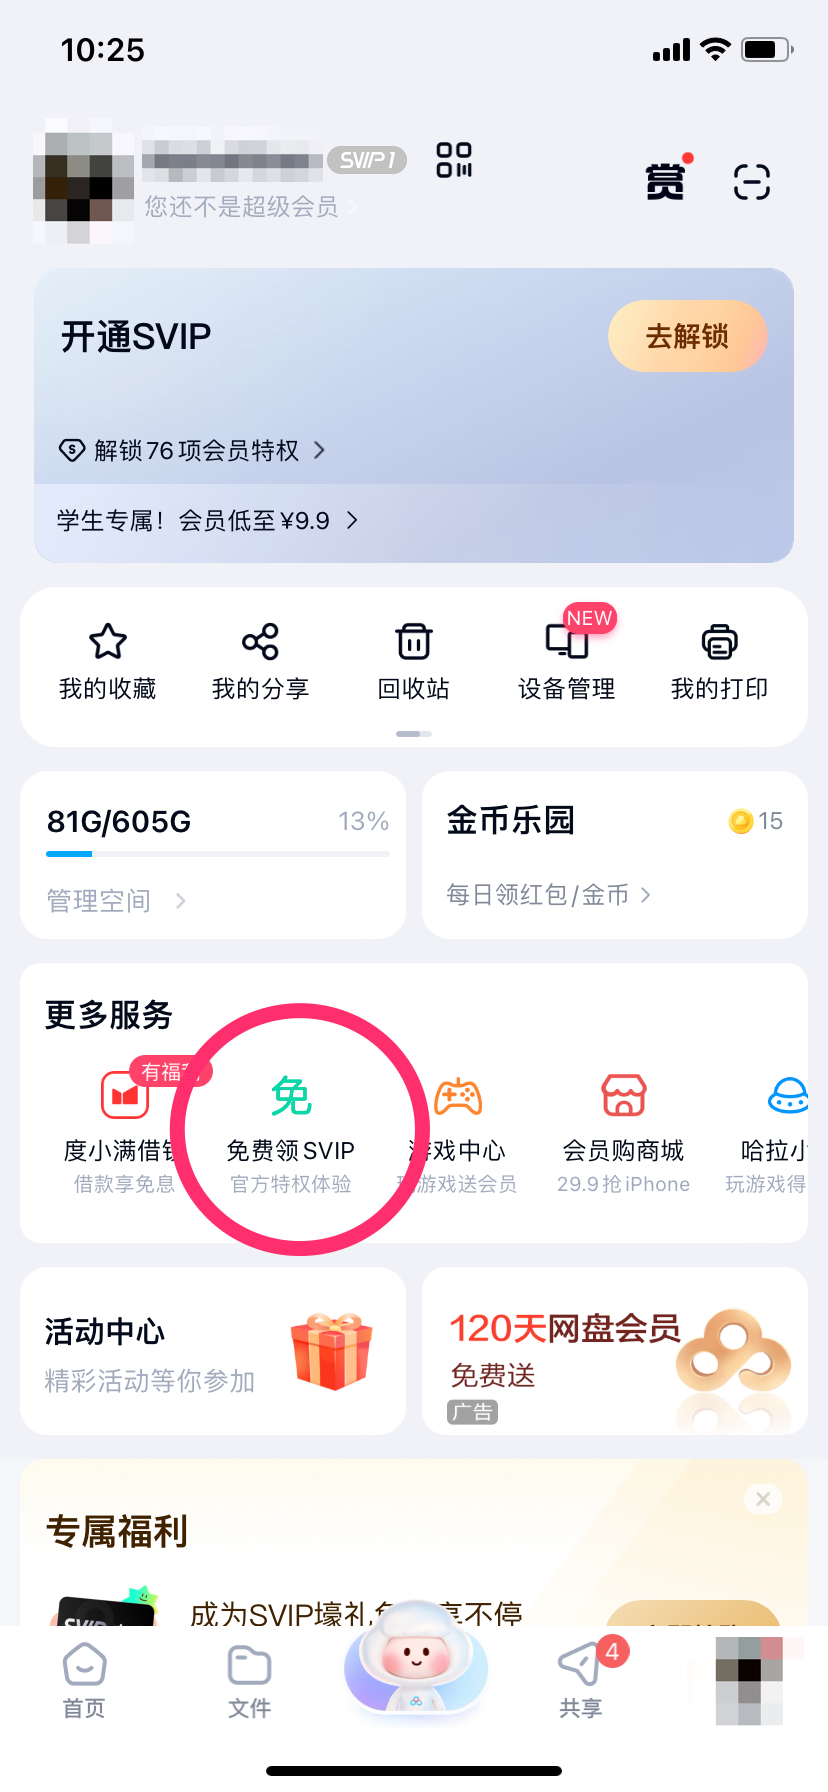 10:25
SVIP1
您还不是超级会员
赏
开通SVIP
去解锁
解锁76项会员特权
学生专属！会员低至¥9.9
NEW
我的收藏
我的分享
回收站
设备管理
我的打印
81G/605G
13%
管理空间
金币乐园
15
每日领红包/金币
更多服务
有福利
免
度小满借钱
免费领SVIP
游戏中心
会员购商城
哈拉小
借款享免息
官方特权体验
玩游戏送会员
29.9抢iPhone
玩游戏得
活动中心
精彩活动等你参加
120天网盘会员
免费送
广告
专属福利
SVIP
成为SVIP壕礼免
享不停
4
首页
文件
共享